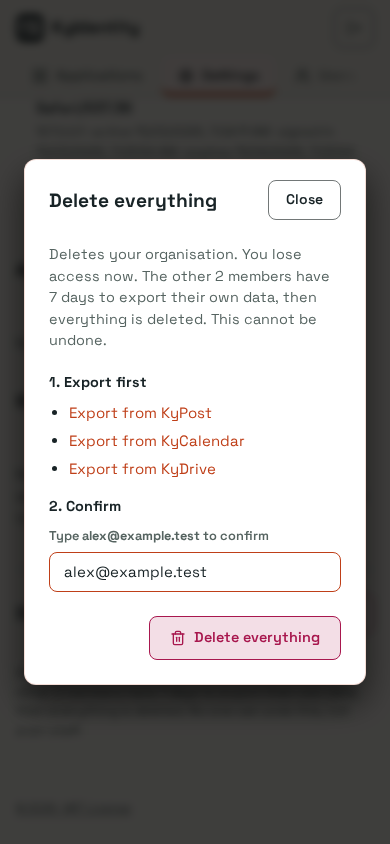 Delete everything
Close
Deletes your organisation. You lose
access now. The other 2 members have
7 days to export their own data, then
everything is deleted. This cannot be
undone.
1. Export first
Export from KyPost
Export from KyCalendar
Export from KyDrive
2. Confirm
Type alex@example.test to confirm
alex@example.test
Delete everything